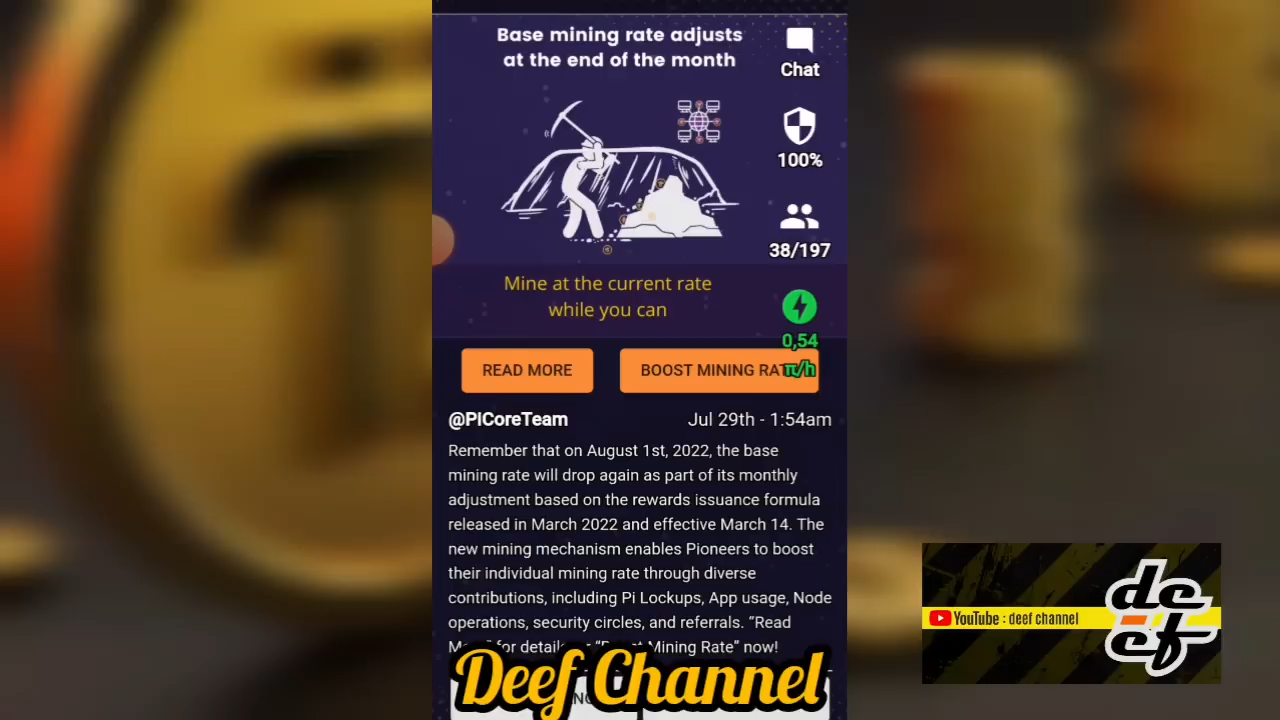 Base mining rate adjusts
at the end of the month
Chat
100%
38/197
Mine at the current rate
while you can
0,54
π/h
READ MORE
BOOST MINING
@PiCoreTeam
Jul 29th - 1:54am
Remember that on August 1st, 2022, the base
mining rate will drop again as part of its monthly
adjustment based on the rewards issuance formula
released in March 2022 and effective March 14. The
new mining mechanism enables Pioneers to boost
their individual mining rate through diverse
contributions, including Pi Lockups, App usage, Node
operations, security circles, and referrals. “Read
for Mining Rate” now!
Deef Channel
YouTube : deef channel
de
ef